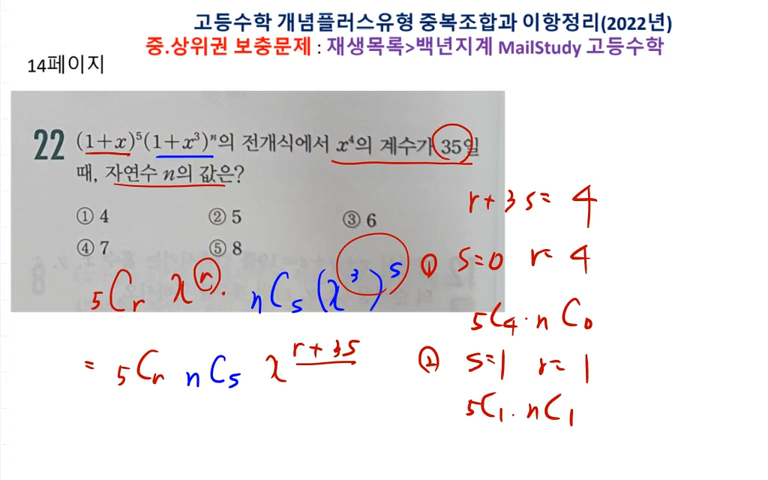 고등수학 개념플러스유형 중복조합과 이항정리(2022년)
중.상위권 보충문제 : 재생목록>백년지계 MailStudy 고등수학
14페이지
22 (1+x)⁵(1+x³)ⁿ의 전개식에서 x⁴의 계수가 35일
때, 자연수 n의 값은?
① 4 ② 5 ③ 6
④ 7 ⑤ 8
₅Cᵣ xʳ · ₙCₛ (x³)ˢ
= ₅Cᵣ ₙCₛ x^(r+3s)
r+3s= 4
① s=0 r= 4
₅C₄·ₙC₀
② s=1 r= 1
₅C₁·ₙC₁